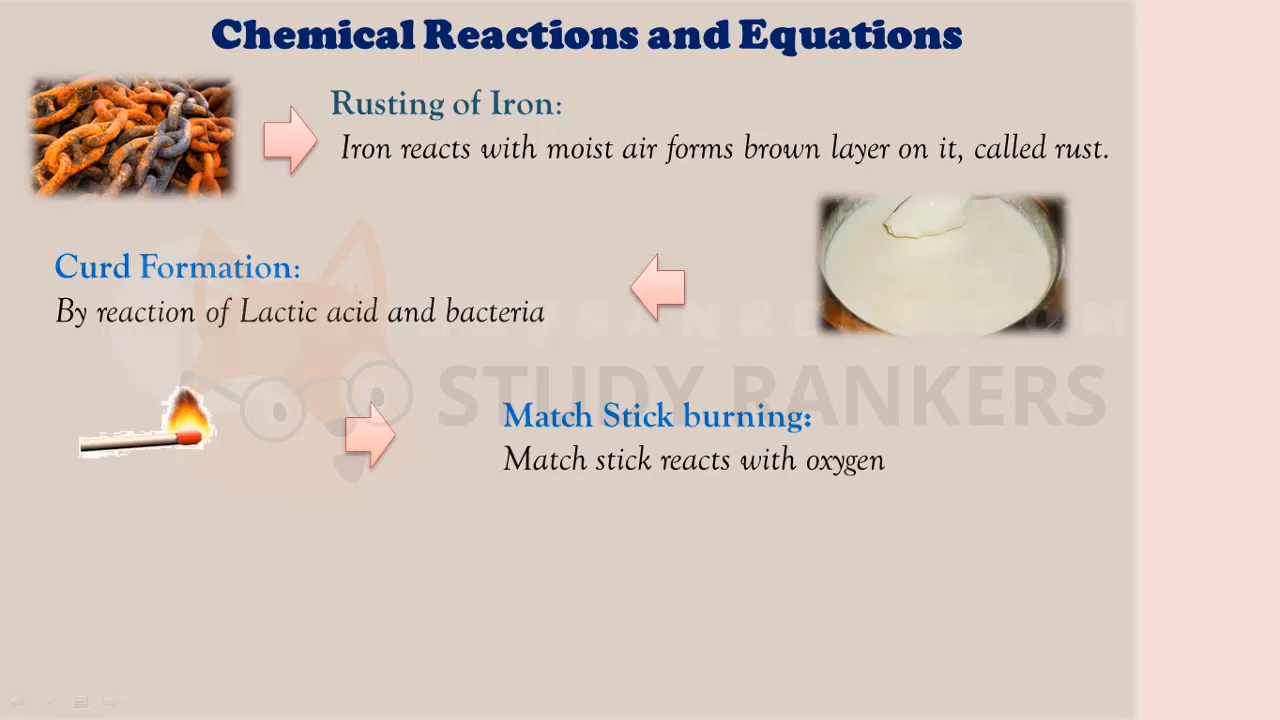 Chemical Reactions and Equations
Rusting of Iron:
Iron reacts with moist air forms brown layer on it, called rust.
Curd Formation:
By reaction of Lactic acid and bacteria
STUDY RANKERS
Match Stick burning:
Match stick reacts with oxygen